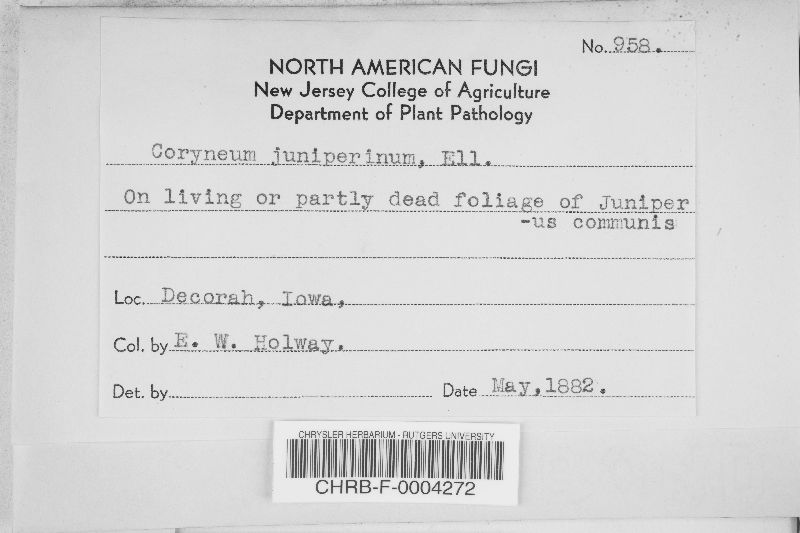 No. 958.
NORTH AMERICAN FUNGI
New Jersey College of Agriculture
Department of Plant Pathology
Coryneum juniperinum, Ell.
On living or partly dead foliage of Juniper
-us communis
Loc. Decorah, Iowa,
Col. by E. W. Holway.
Det. by
Date May, 1882.
CHRYSLER HERBARIUM - RUTGERS UNIVERSITY
CHRB-F-0004272